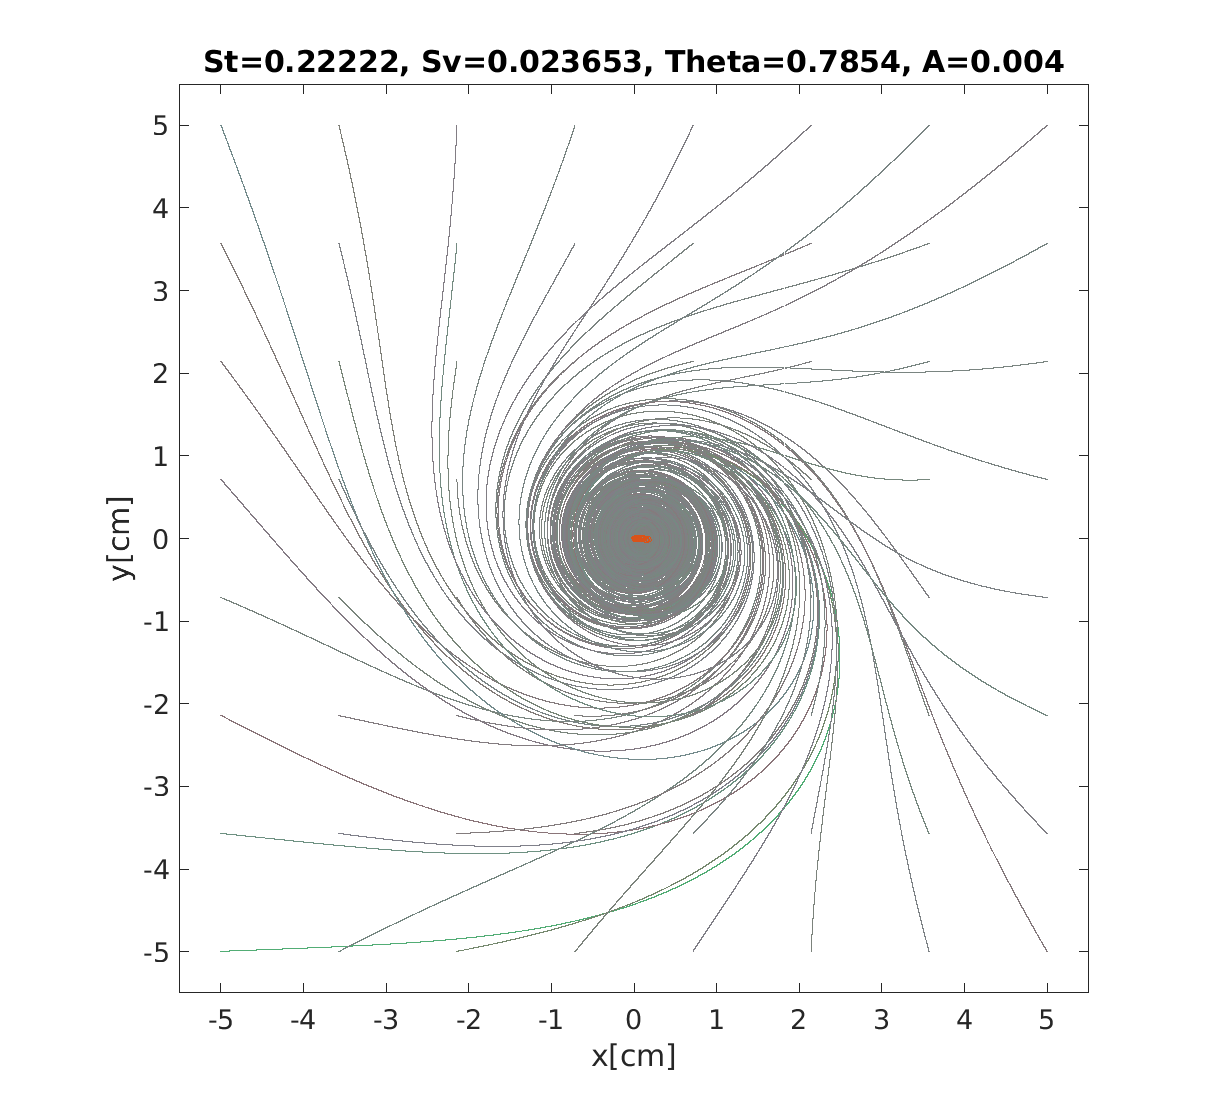 St=0.22222, Sv=0.023653, Theta=0.7854, A=0.004
5
4
3
2
1
0
-1
-2
-3
-4
-5
y[cm]
-5 -4 -3 -2 -1 0 1 2 3 4 5
x[cm]